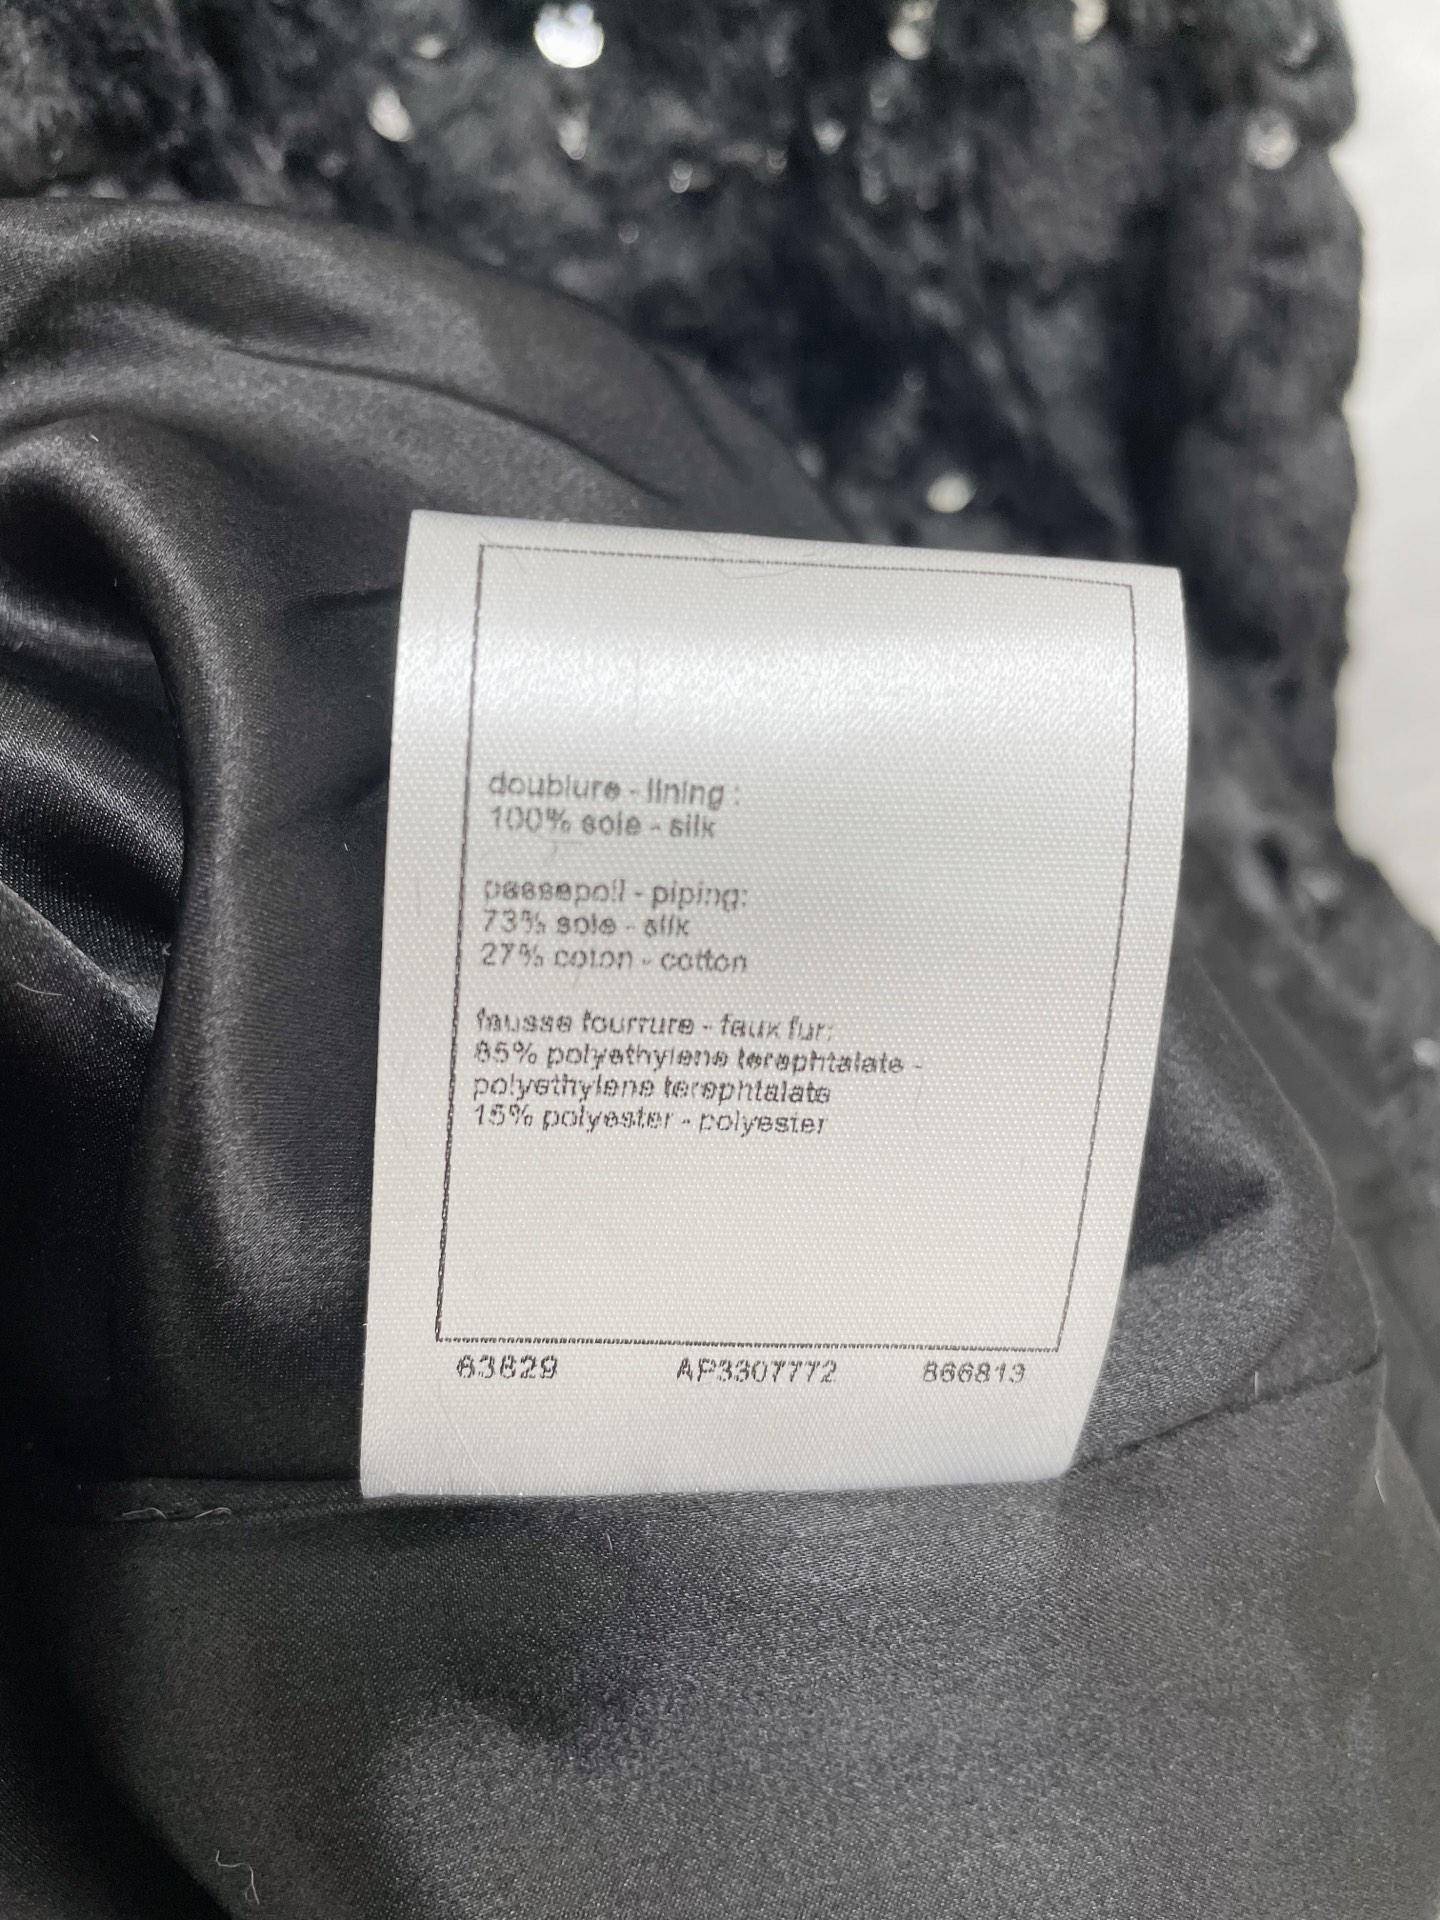 doublure - lining :
100% soie - silk
passepoil - piping:
73% soie - silk
27% coton - cotton
fausse fourrure - faux fur:
85% polyethylene terephtalate -
polyethylene terephtalate
15% polyester - polyester
63829 AP3307772 866813